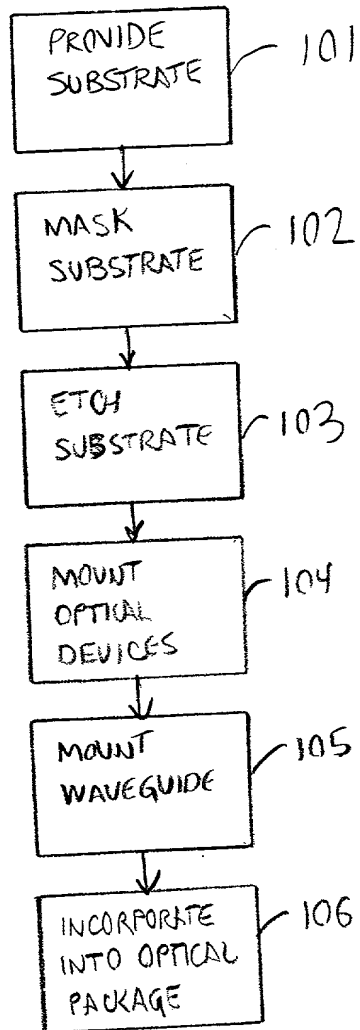 PROVIDE
SUBSTRATE
101
MASK
SUBSTRATE
102
ETCH
SUBSTRATE
103
MOUNT
OPTICAL
DEVICES
104
MOUNT
WAVEGUIDE
105
INCORPORATE
INTO OPTICAL
PACKAGE
106